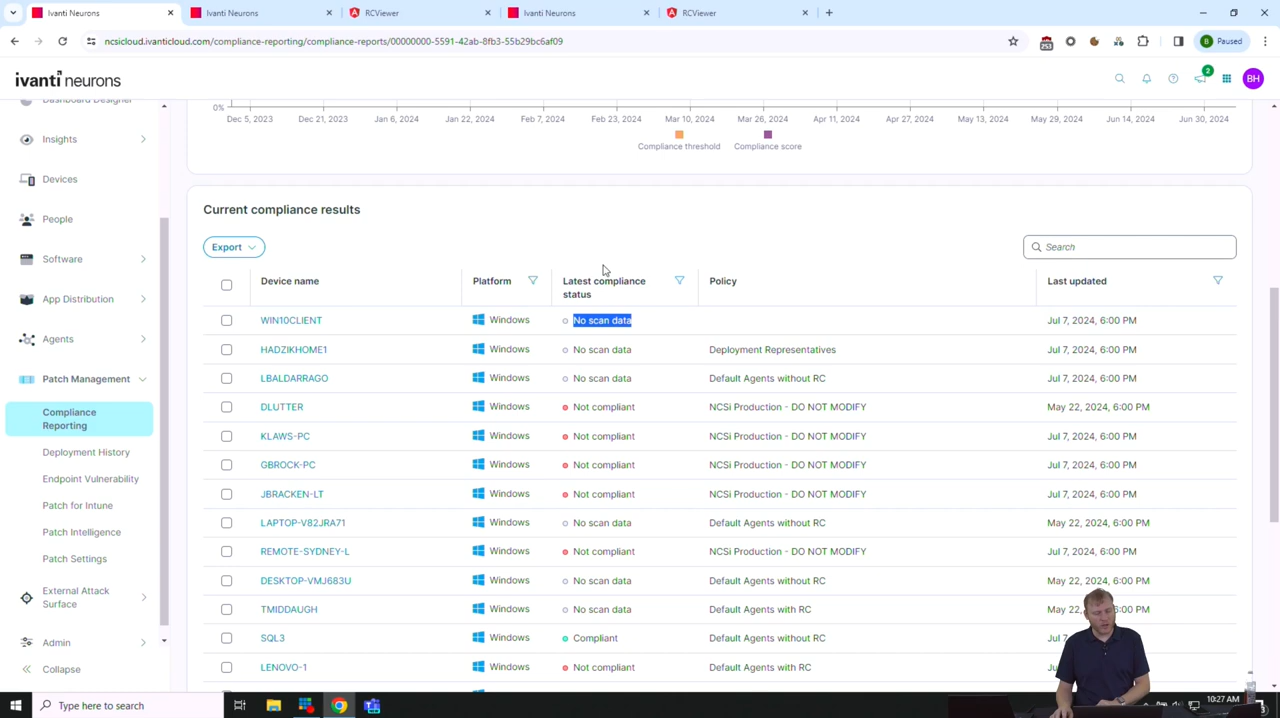 Ivanti Neurons
Ivanti Neurons
RCViewer
Ivanti Neurons
RCViewer
ncsicloud.ivanticloud.com/compliance-reporting/compliance-reports/00000000-5591-42ab-8fb3-55b29bc6af09
253
B Paused
ivanti neurons
2
BH
Dashboard Designer
Insights
Devices
People
Software
App Distribution
Agents
Patch Management
Compliance
Reporting
Deployment History
Endpoint Vulnerability
Patch for Intune
Patch Intelligence
Patch Settings
External Attack
Surface
Admin
Collapse
0%
Dec 5, 2023 Dec 21, 2023 Jan 6, 2024 Jan 22, 2024 Feb 7, 2024 Feb 23, 2024 Mar 10, 2024 Mar 26, 2024 Apr 11, 2024 Apr 27, 2024 May 13, 2024 May 29, 2024 Jun 14, 2024 Jun 30, 2024
Compliance threshold Compliance score
Current compliance results
Export
Search
Device name Platform Latest compliance status Policy Last updated
WIN10CLIENT Windows No scan data Jul 7, 2024, 6:00 PM
HADZIKHOME1 Windows No scan data Deployment Representatives Jul 7, 2024, 6:00 PM
LBALDARRAGO Windows No scan data Default Agents without RC Jul 7, 2024, 6:00 PM
DLUTTER Windows Not compliant NCSi Production - DO NOT MODIFY May 22, 2024, 6:00 PM
KLAWS-PC Windows Not compliant NCSi Production - DO NOT MODIFY Jul 7, 2024, 6:00 PM
GBROCK-PC Windows Not compliant NCSi Production - DO NOT MODIFY Jul 7, 2024, 6:00 PM
JBRACKEN-LT Windows Not compliant NCSi Production - DO NOT MODIFY Jul 7, 2024, 6:00 PM
LAPTOP-V82JRA71 Windows No scan data Default Agents without RC May 22, 2024, 6:00 PM
REMOTE-SYDNEY-L Windows Not compliant NCSi Production - DO NOT MODIFY Jul 7, 2024, 6:00 PM
DESKTOP-VMJ683U Windows No scan data Default Agents without RC May 22, 2024, 6:00 PM
TMIDDAUGH Windows No scan data Default Agents with RC May 22, 6:00 PM
SQL3 Windows Compliant Default Agents without RC Jul 7
LENOVO-1 Windows Not compliant Default Agents with RC
Type here to search
10:27 AM